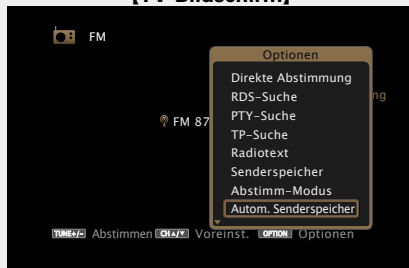 [TV-Bildschirm]
FM
Optionen
Direkte Abstimmung
RDS-Suche
ng
PTY-Suche
FM 87
TP-Suche
Radiotext
Senderspeicher
Abstimm-Modus
Autom. Senderspeicher
TUNE+/- Abstimmen CH▲/▼ Voreinst. OPTION Optionen